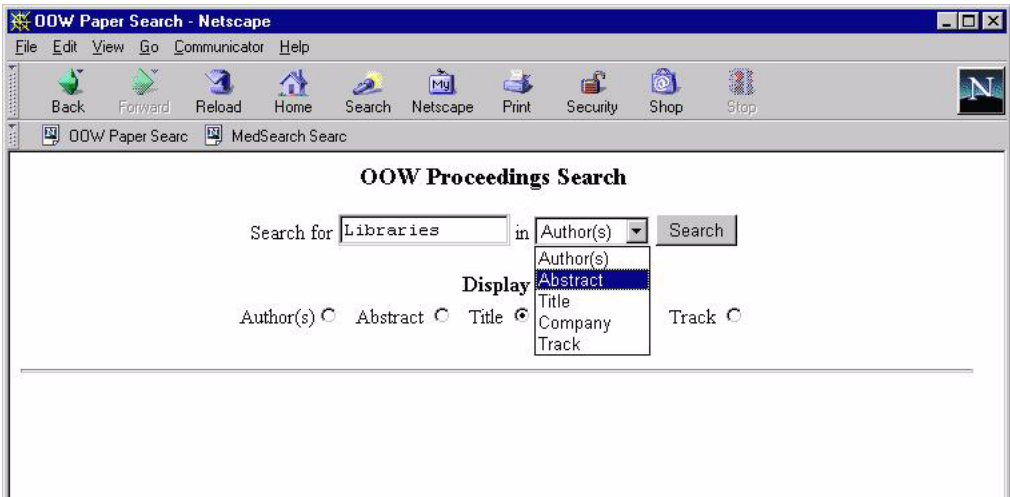 OOW Paper Search - Netscape
File Edit View Go Communicator Help
My
Back Forward Reload Home Search Netscape Print Security Shop Stop
N
OOW Paper Searc MedSearch Searc
OOW Proceedings Search
Search for Libraries in Author(s) Search
Author(s)
Display Abstract
Author(s) Abstract Title Title Track
Company
Track